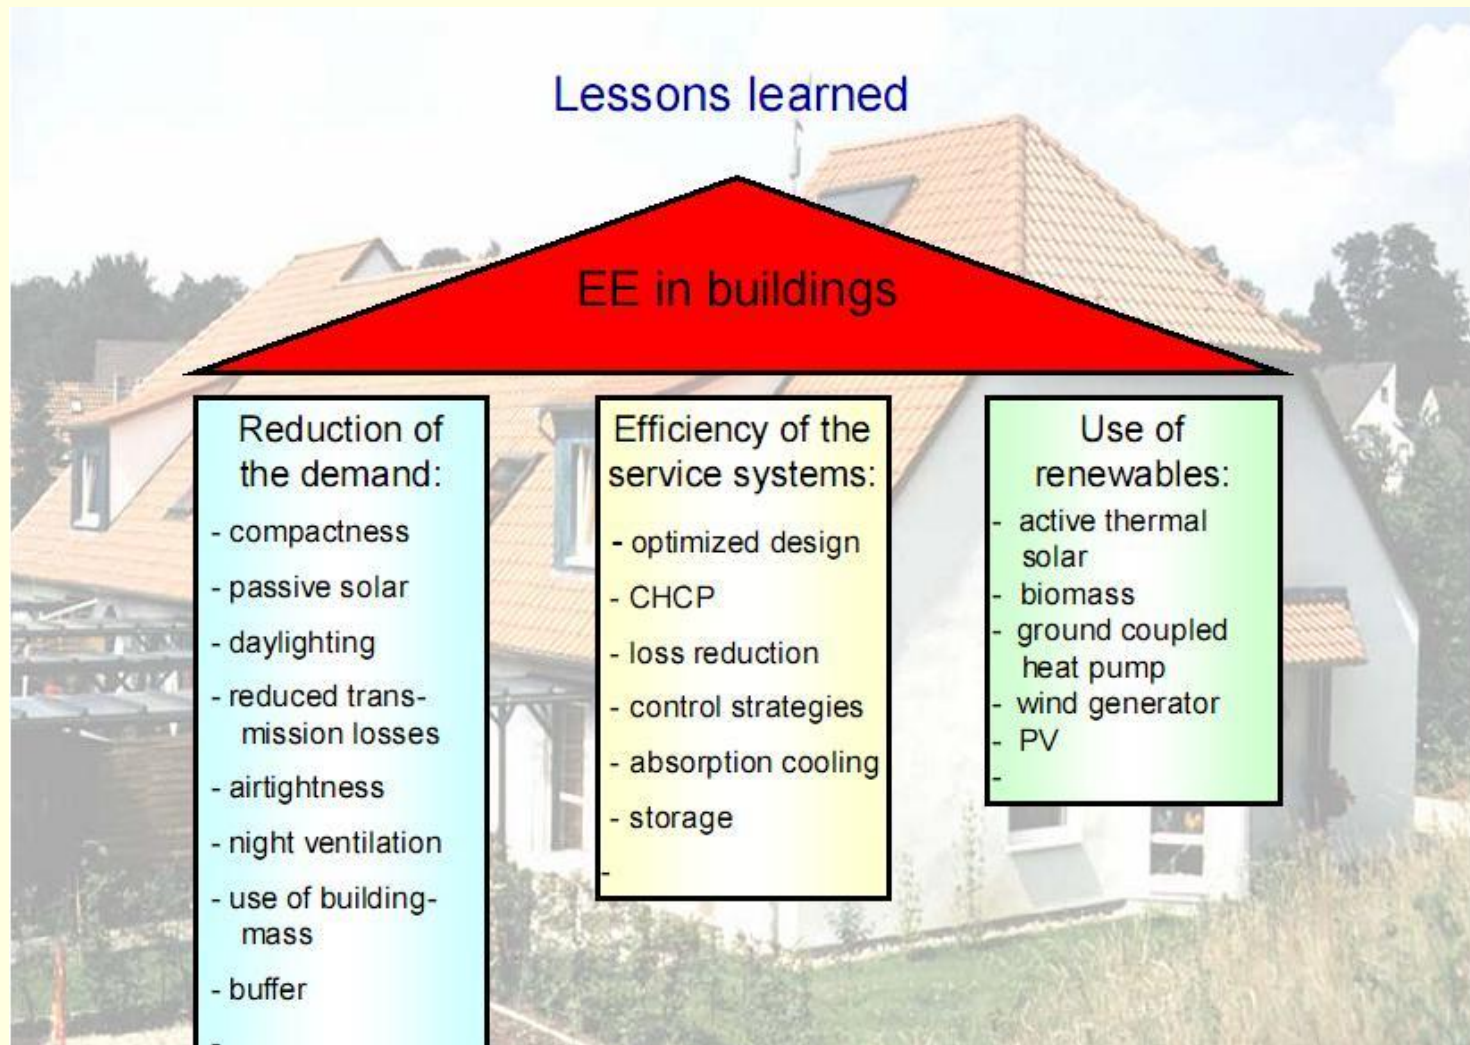 Lessons learned
EE in buildings
Reduction of
the demand:
- compactness
- passive solar
- daylighting
- reduced trans-
mission losses
- airtightness
- night ventilation
- use of building-
mass
- buffer
-
Efficiency of the
service systems:
- optimized design
- CHCP
- loss reduction
- control strategies
- absorption cooling
- storage
-
Use of
renewables:
- active thermal
solar
- biomass
- ground coupled
heat pump
- wind generator
- PV
-